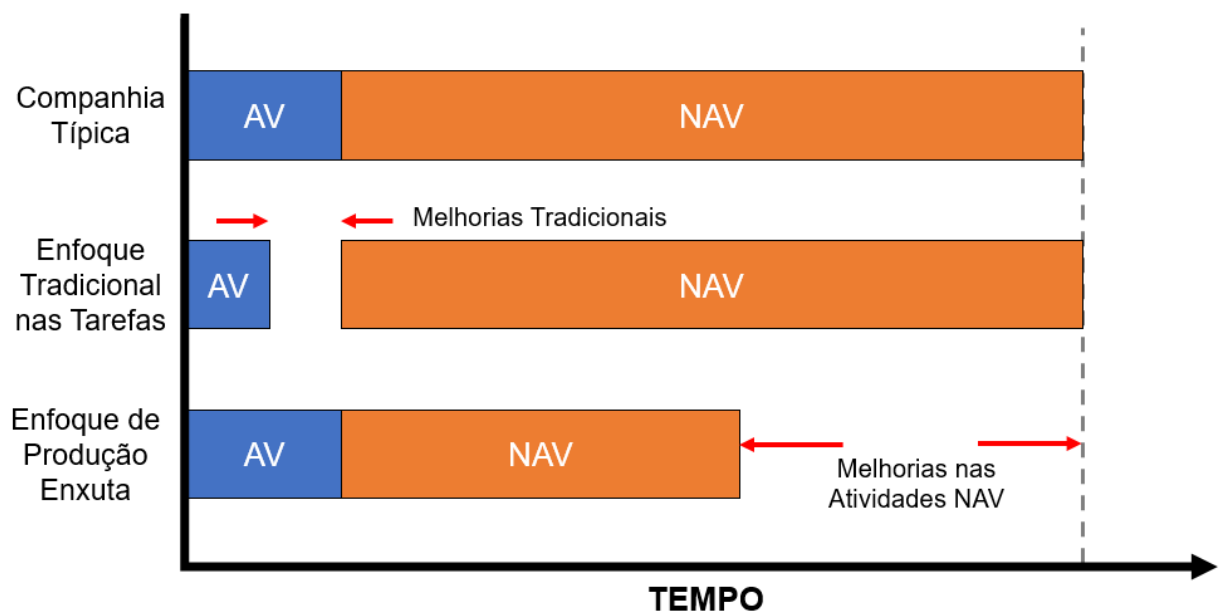 Companhia
Típica
AV
NAV
Melhorias Tradicionais
Enfoque
Tradicional
nas Tarefas
AV
NAV
Enfoque de
Produção
Enxuta
AV
NAV
Melhorias nas
Atividades NAV
TEMPO